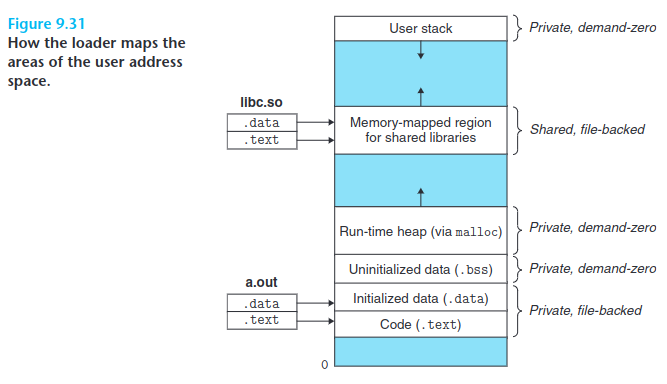 Figure 9.31
How the loader maps the
areas of the user address
space.
User stack
Private, demand-zero
libc.so
.data
.text
Memory-mapped region
for shared libraries
Shared, file-backed
Run-time heap (via malloc)
Private, demand-zero
Uninitialized data (.bss)
Private, demand-zero
a.out
.data
.text
Initialized data (.data)
Code (.text)
Private, file-backed
0